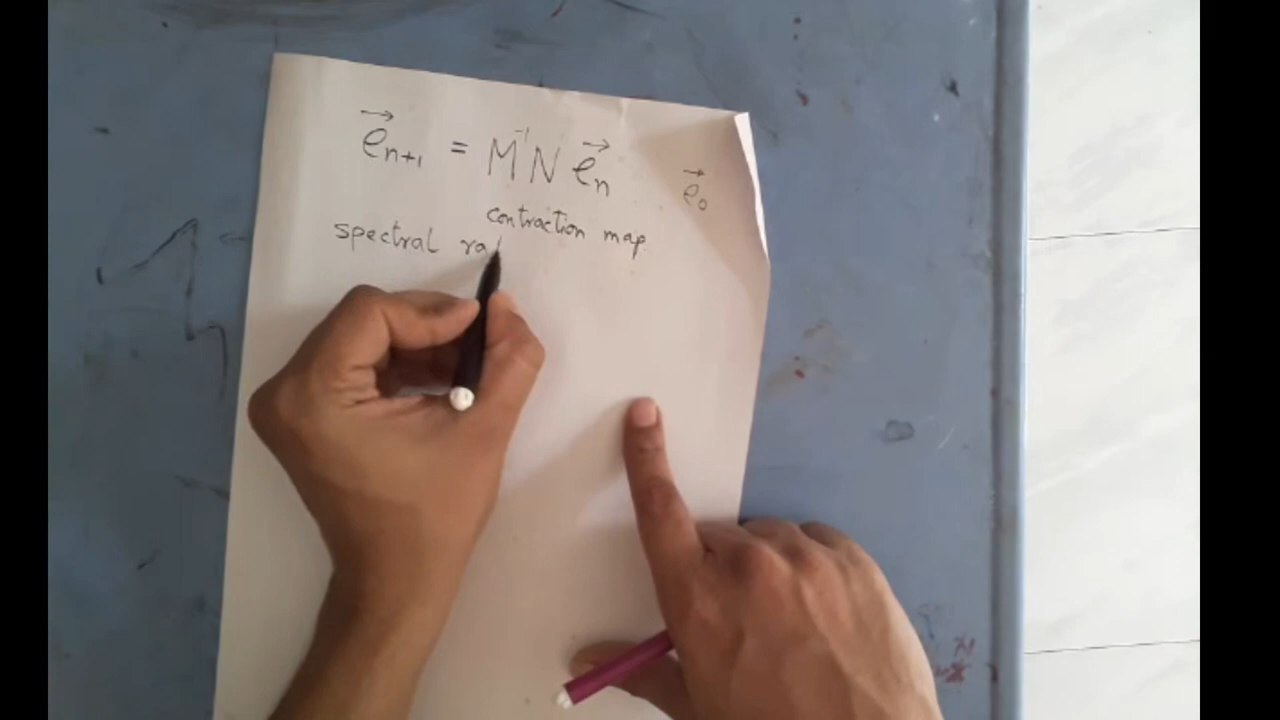 e⃗ₙ₊₁ = M⁻¹N e⃗ₙ e⃗₀
contraction map
spectral ra